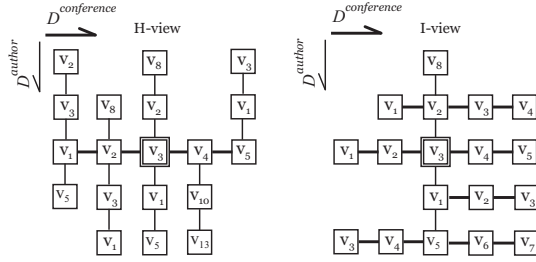 D^conference H-view
D^author
v₂ v₈ v₃
v₃ v₈ v₂ v₁
v₁ v₂ v₃ v₄ v₅
v₅ v₃ v₁ v₁₀
v₁ v₅ v₁₃
D^conference I-view
D^author
v₈
v₁ v₂ v₃ v₄
v₁ v₂ v₃ v₄ v₅
v₁ v₂ v₃
v₃ v₄ v₅ v₆ v₇